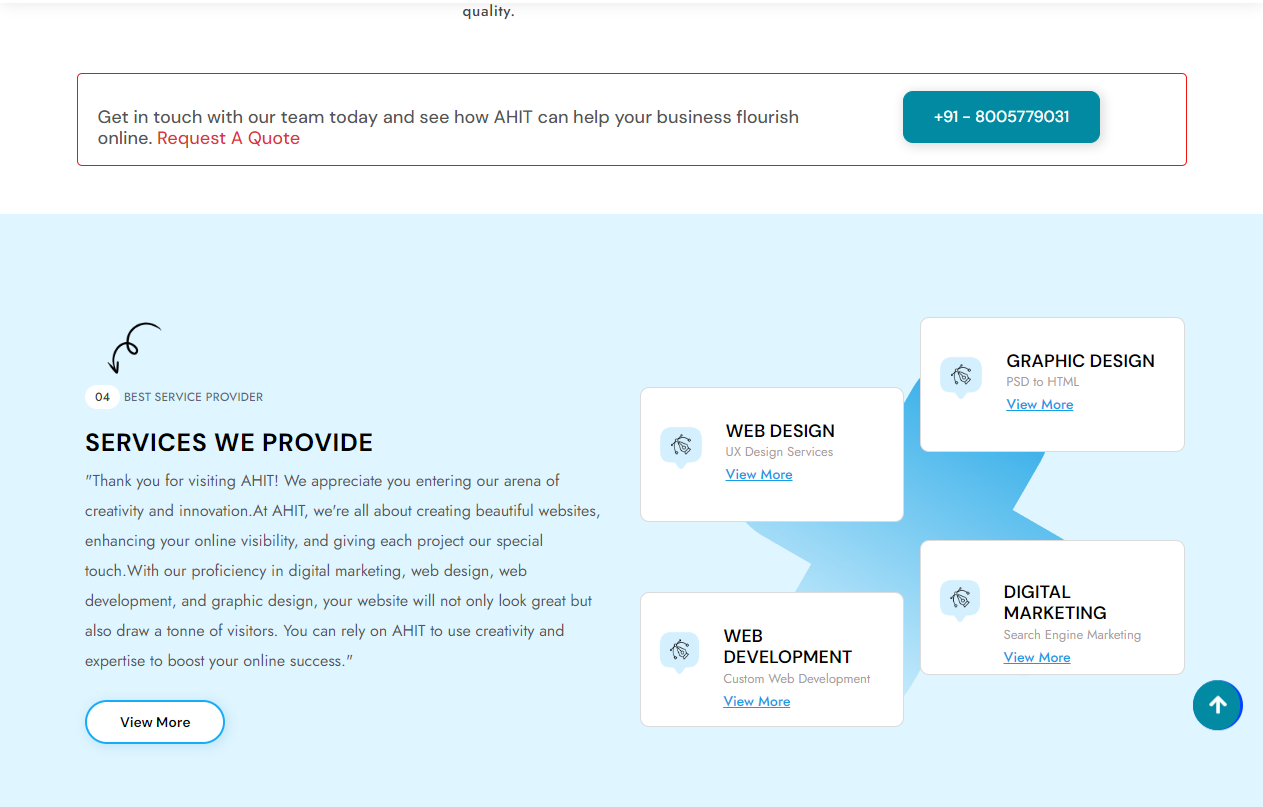 quality.
Get in touch with our team today and see how AHIT can help your business flourish
online. Request A Quote
+91 - 8005779031
04 BEST SERVICE PROVIDER
SERVICES WE PROVIDE
"Thank you for visiting AHIT! We appreciate you entering our arena of
creativity and innovation.At AHIT, we're all about creating beautiful websites,
enhancing your online visibility, and giving each project our special
touch.With our proficiency in digital marketing, web design, web
development, and graphic design, your website will not only look great but
also draw a tonne of visitors. You can rely on AHIT to use creativity and
expertise to boost your online success."
View More
WEB DESIGN
UX Design Services
View More
WEB
DEVELOPMENT
Custom Web Development
View More
GRAPHIC DESIGN
PSD to HTML
View More
DIGITAL
MARKETING
Search Engine Marketing
View More